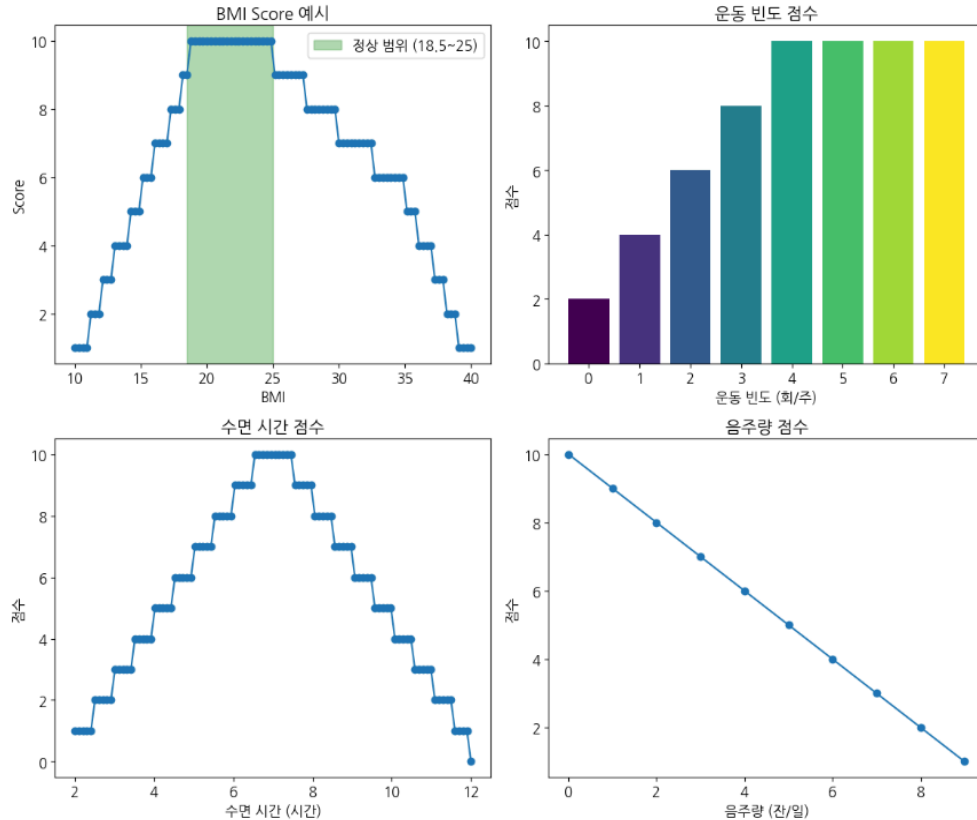 BMI Score 예시
정상 범위 (18.5~25)
Score
10
8
6
4
2
10 15 20 25 30 35 40
BMI
운동 빈도 점수
점수
10
8
6
4
2
0
0 1 2 3 4 5 6 7
운동 빈도 (회/주)
수면 시간 점수
점수
10
8
6
4
2
0
2 4 6 8 10 12
수면 시간 (시간)
음주량 점수
점수
10
8
6
4
2
0 2 4 6 8
음주량 (잔/일)